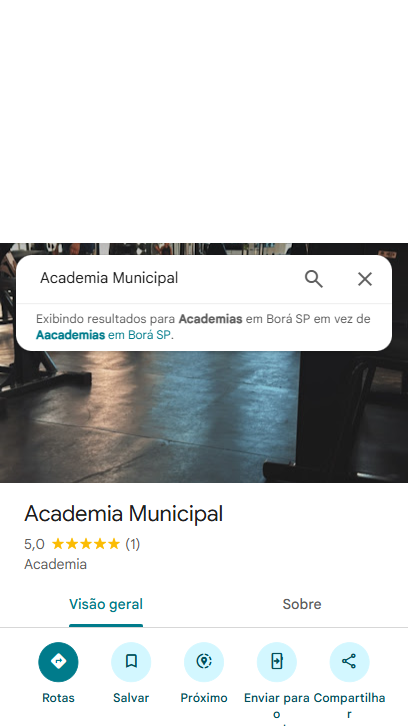 Academia Municipal
Exibindo resultados para Academias em Borá SP em vez de
Aacademias em Borá SP.
Academia Municipal
5,0 (1)
Academia
Visão geral Sobre
Rotas Salvar Próximo Enviar para o Compartilhar